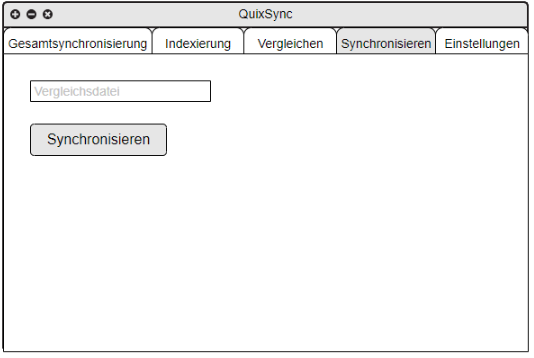 QuixSync
Gesamtsynchronisierung Indexierung Vergleichen Synchronisieren Einstellungen
Vergleichsdatei
Synchronisieren